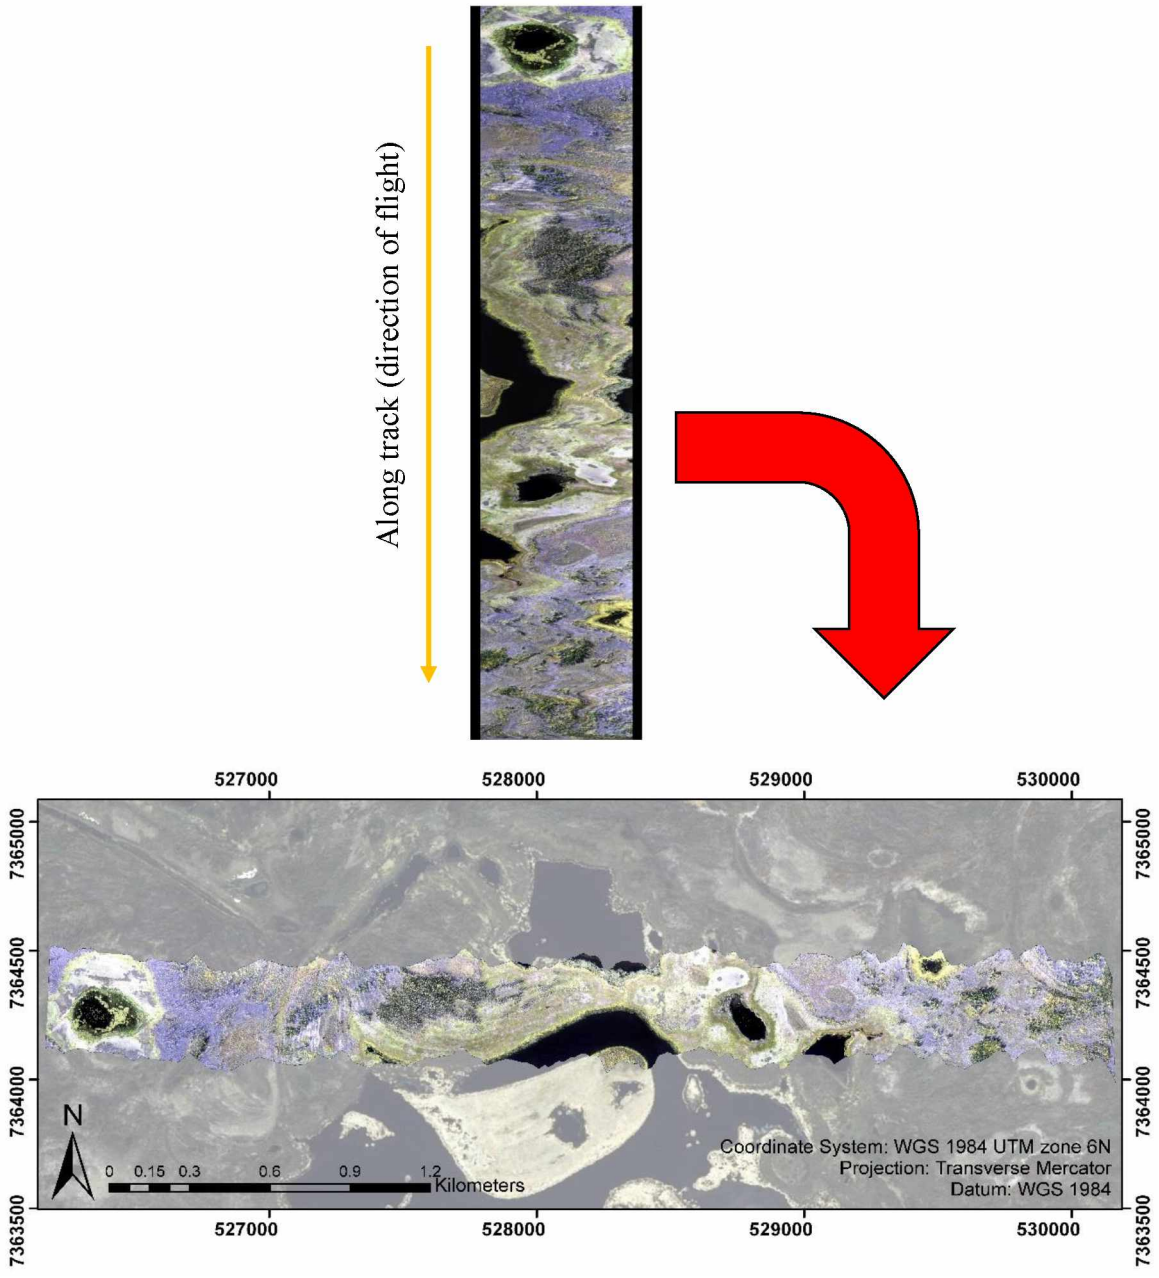 Along track (direction of flight)
527000 528000 529000 530000
7365000 7365000
7364500 7364500
7364000 7364000
7363500 7363500
N
0 0.15 0.3 0.6 0.9 1.2
Kilometers
Coordinate System: WGS 1984 UTM zone 6N
Projection: Transverse Mercator
Datum: WGS 1984
527000 528000 529000 530000